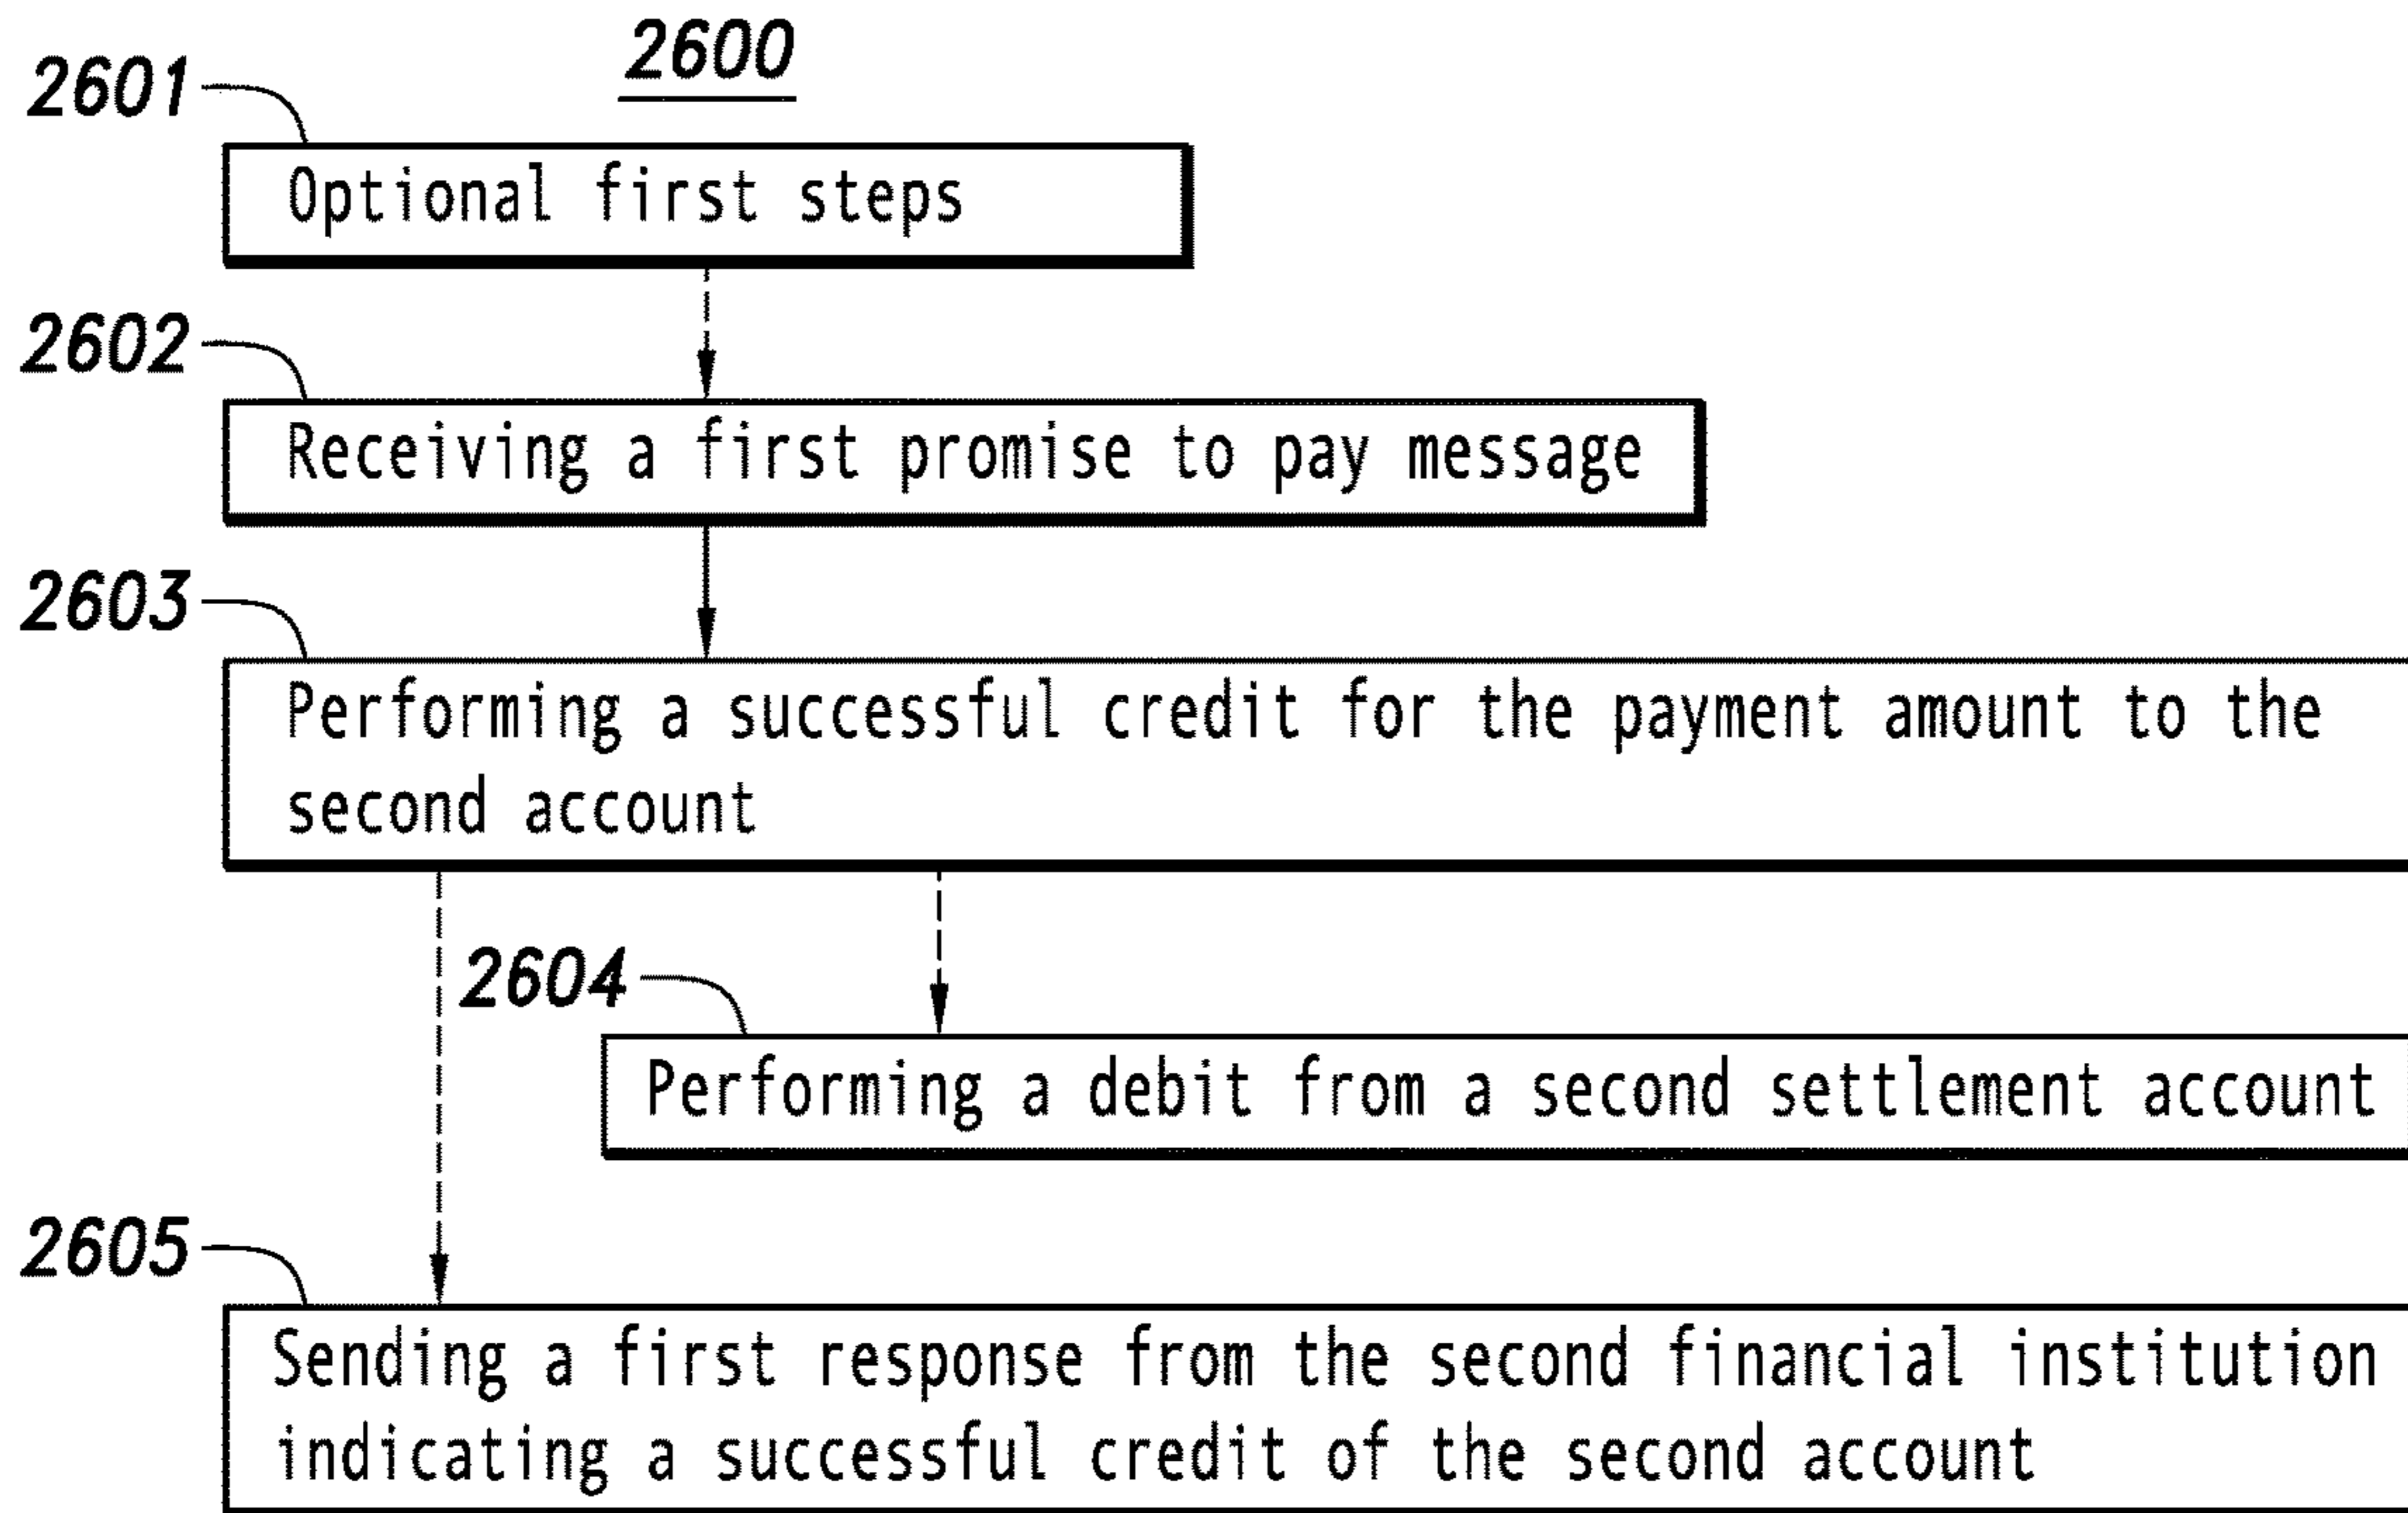 2600
2601
Optional first steps
2602
Receiving a first promise to pay message
2603
Performing a successful credit for the payment amount to the
second account
2604
Performing a debit from a second settlement account
2605
Sending a first response from the second financial institution
indicating a successful credit of the second account